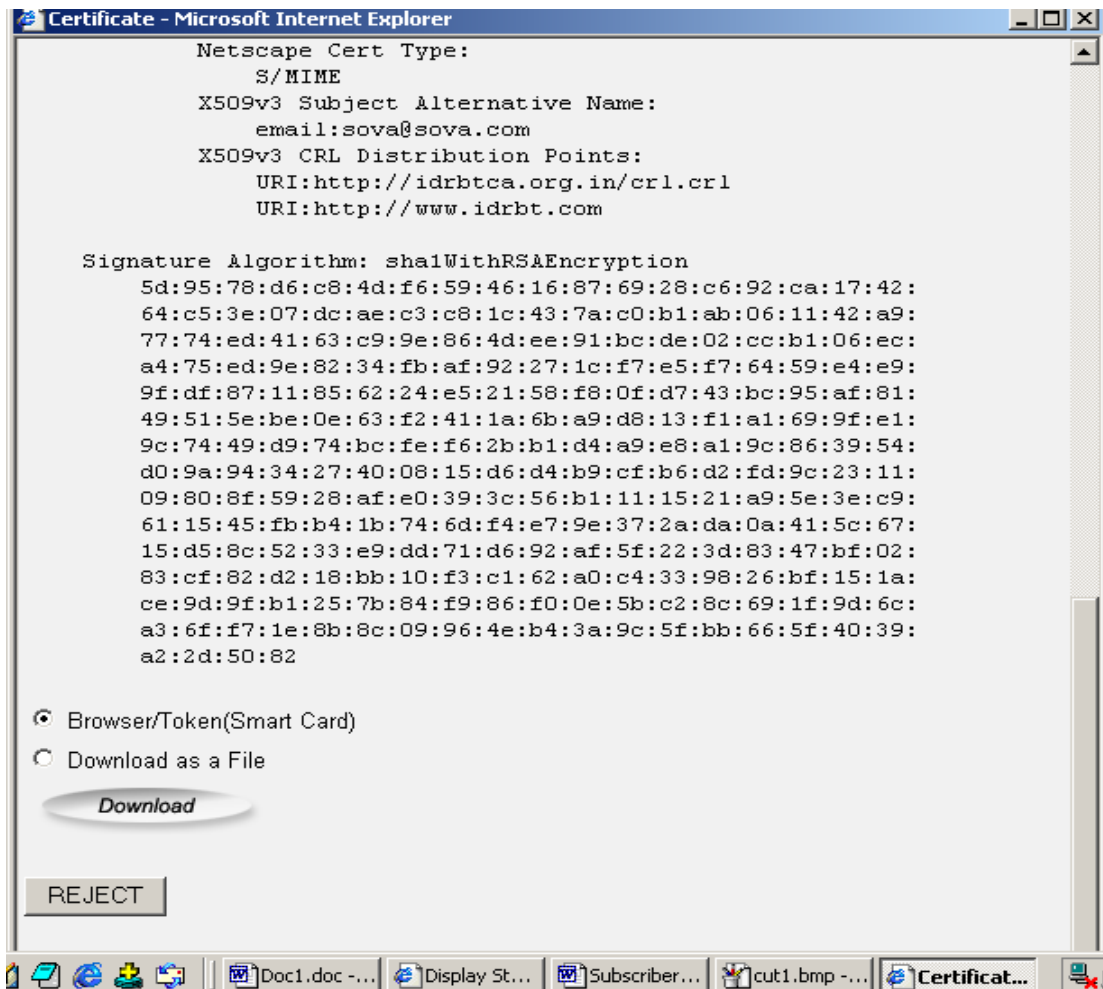 Certificate - Microsoft Internet Explorer
Netscape Cert Type:
S/MIME
X509v3 Subject Alternative Name:
email:sova@sova.com
X509v3 CRL Distribution Points:
URI:http://idrbtca.org.in/crl.crl
URI:http://www.idrbt.com
Signature Algorithm: sha1WithRSAEncryption
5d:95:78:d6:c8:4d:f6:59:46:16:87:69:28:c6:92:ca:17:42:
64:c5:3e:07:dc:ae:c3:c8:1c:43:7a:c0:b1:ab:06:11:42:a9:
77:74:ed:41:63:c9:9e:86:4d:ee:91:bc:de:02:cc:b1:06:ec:
a4:75:ed:9e:82:34:fb:af:92:27:1c:f7:e5:f7:64:59:e4:e9:
9f:df:87:11:85:62:24:e5:21:58:f8:0f:d7:43:bc:95:af:81:
49:51:5e:be:0e:63:f2:41:1a:6b:a9:d8:13:f1:a1:69:9f:e1:
9c:74:49:d9:74:bc:fe:f6:2b:b1:d4:a9:e8:a1:9c:86:39:54:
d0:9a:94:34:27:40:08:15:d6:d4:b9:cf:b6:d2:fd:9c:23:11:
09:80:8f:59:28:af:e0:39:3c:56:b1:11:15:21:a9:5e:3e:c9:
61:15:45:fb:b4:1b:74:6d:f4:e7:9e:37:2a:da:0a:41:5c:67:
15:d5:8c:52:33:e9:dd:71:d6:92:af:5f:22:3d:83:47:bf:02:
83:cf:82:d2:18:bb:10:f3:c1:62:a0:c4:33:98:26:bf:15:1a:
ce:9d:9f:b1:25:7b:84:f9:86:f0:0e:5b:c2:8c:69:1f:9d:6c:
a3:6f:f7:1e:8b:8c:09:96:4e:b4:3a:9c:5f:bb:66:5f:40:39:
a2:2d:50:82
Browser/Token(Smart Card)
Download as a File
Download
REJECT
Doc1.doc -... Display St... Subscriber... cut1.bmp -... Certificat...